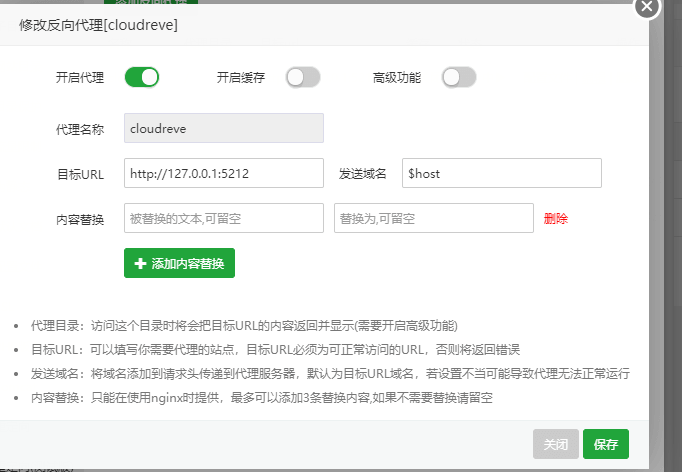 修改反向代理[cloudreve]
开启代理 开启缓存 高级功能
代理名称 cloudreve
目标URL http://127.0.0.1:5212 发送域名 $host
内容替换 被替换的文本,可留空 替换为,可留空 删除
添加内容替换
代理目录：访问这个目录时将会把目标URL的内容返回并显示(需要开启高级功能)
目标URL：可以填写你需要代理的站点，目标URL必须为可正常访问的URL，否则将返回错误
发送域名：将域名添加到请求头传递到代理服务器，默认为目标URL域名，若设置不当可能导致代理无法正常运行
内容替换：只能在使用nginx时提供，最多可以添加3条替换内容,如果不需要替换请留空
关闭 保存